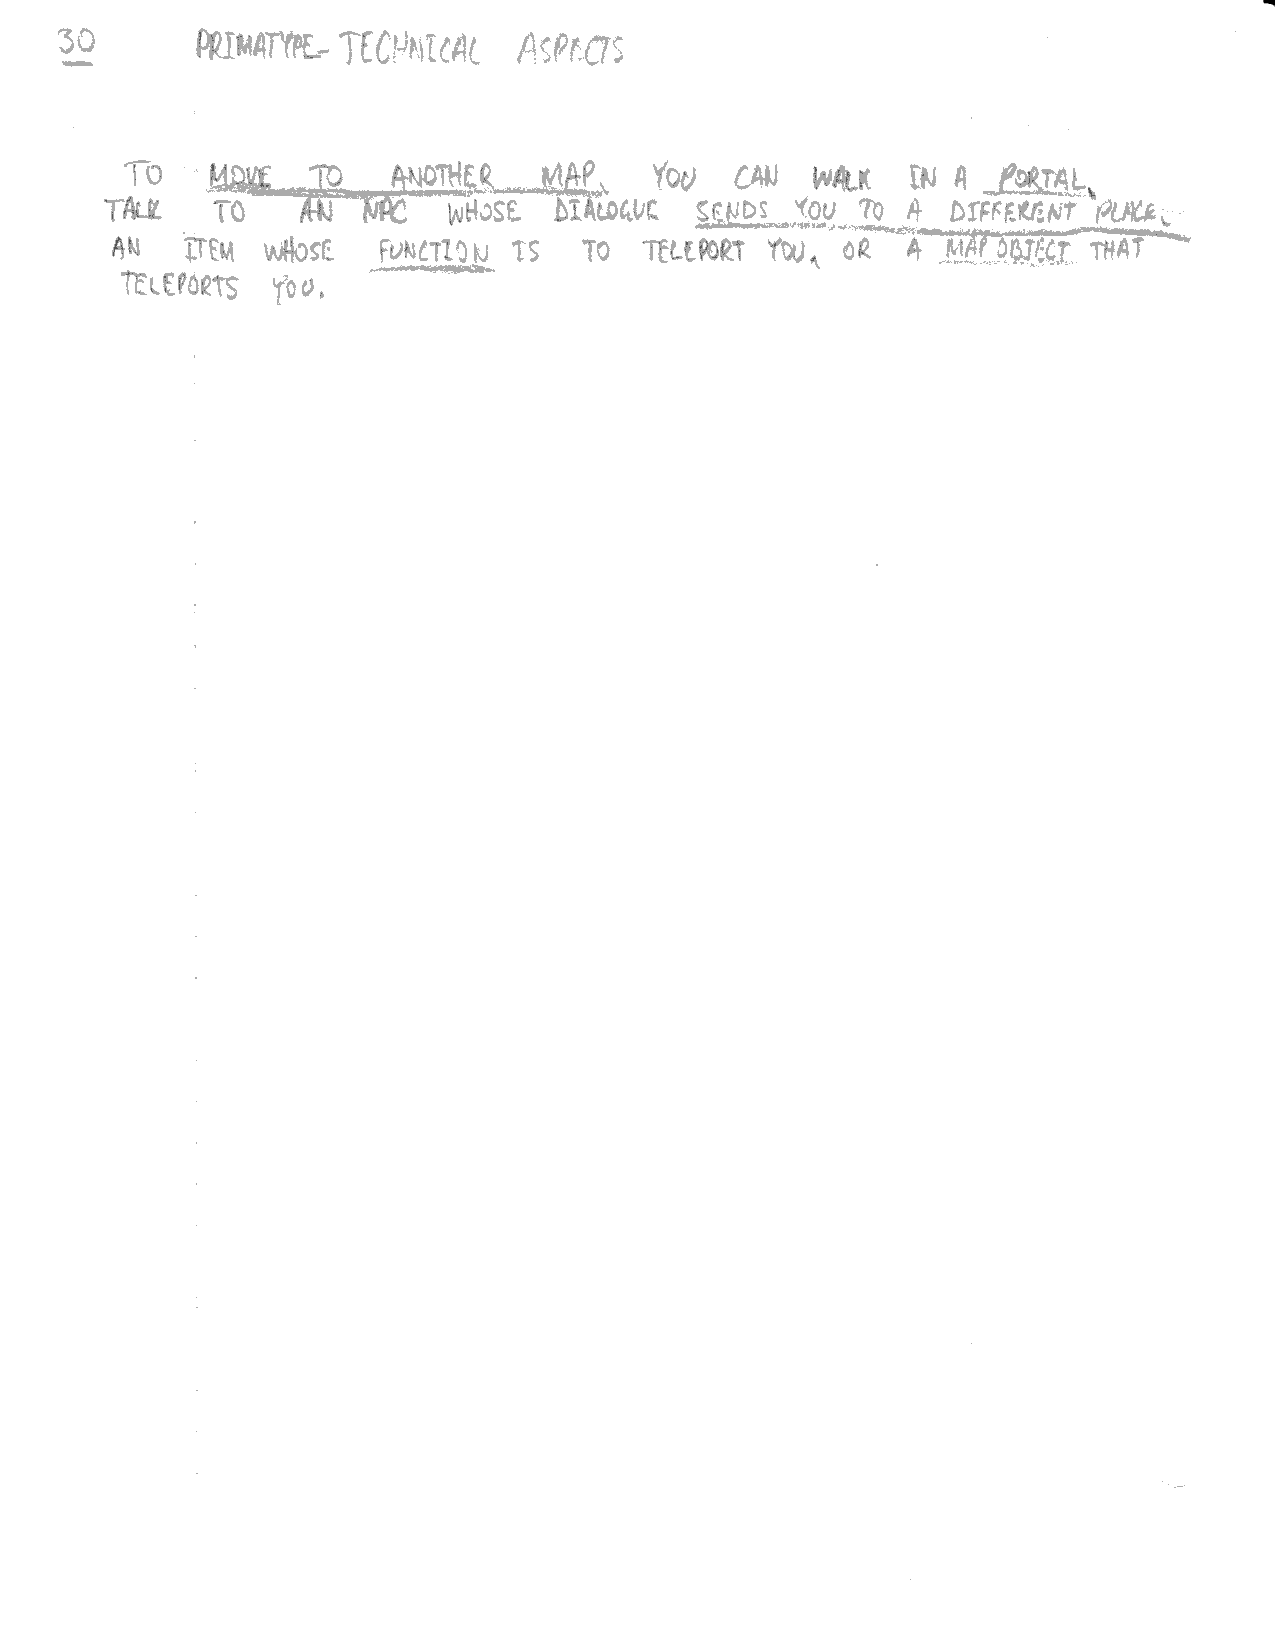 30 PRIMATYPE- TECHNICAL ASPECTS
TO MOVE TO ANOTHER MAP, YOU CAN WALK IN A PORTAL,
TALK TO AN NPC WHOSE DIALOGUE SENDS YOU TO A DIFFERENT PLACE,
AN ITEM WHOSE FUNCTION IS TO TELEPORT YOU, OR A MAP OBJECT THAT
TELEPORTS YOU.